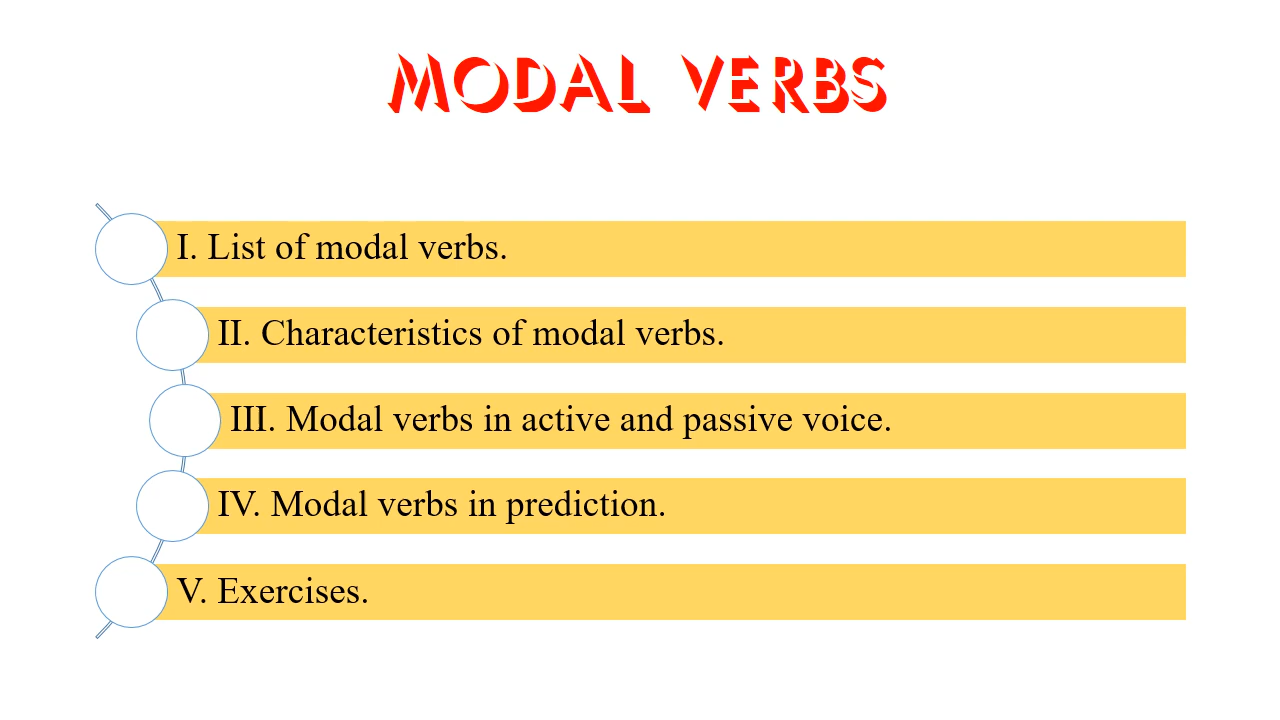 MODAL VERBS
I. List of modal verbs.
II. Characteristics of modal verbs.
III. Modal verbs in active and passive voice.
IV. Modal verbs in prediction.
V. Exercises.